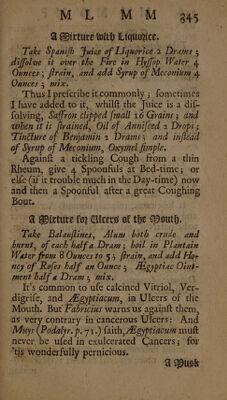 M L M M 345
A Mixture with Liquorice.
Take Spaniſh Juice of Liquorice 2 Drams ;
diſſolve it over the Fire in Hyſſop Water 4
Ounces ; ſtrain, and add Syrup of Meconium 4
Ounces ; mix.
Thus I preſcribe it commonly ; ſometimes
I have added to it, whilſt the Juice is a diſ-
ſolving, Saffron clipped ſmall 16 Grains ; and
when it is ſtrained, Oil of Anniſeed 2 Drops ;
Tincture of Benjamin 2 Drams ; and inſtead
of Syrup of Meconium, Oxymel ſimple.
Againſt a tickling Cough from a thin
Rheum, give 4 Spoonfuls at Bed-time; or
elſe (if it trouble much in the Day-time) now
and then a Spoonful after a great Coughing
Bout.
A Mixture for Ulcers of the Mouth.
Take Balauſtines, Alum both crude and
burnt, of each half a Dram ; boil in Plantain
Water from 8 Ounces to 5 ; ſtrain, and add Ho-
ney of Roſes half an Ounce ; Ægyptiac Oint-
ment half a Dram ; mix.
It's common to uſe calcined Vitriol, Ver-
digriſe, and Ægyptiacum, in Ulcers of the
Mouth. But Fabricius warns us againſt them,
as very contrary in cancerous Ulcers: And
Muys (Podalyr. p. 71.) ſaith, Ægyptiacum muſt
never be uſed in exulcerated Cancers; for
'tis wonderfully pernicious.
A Musk